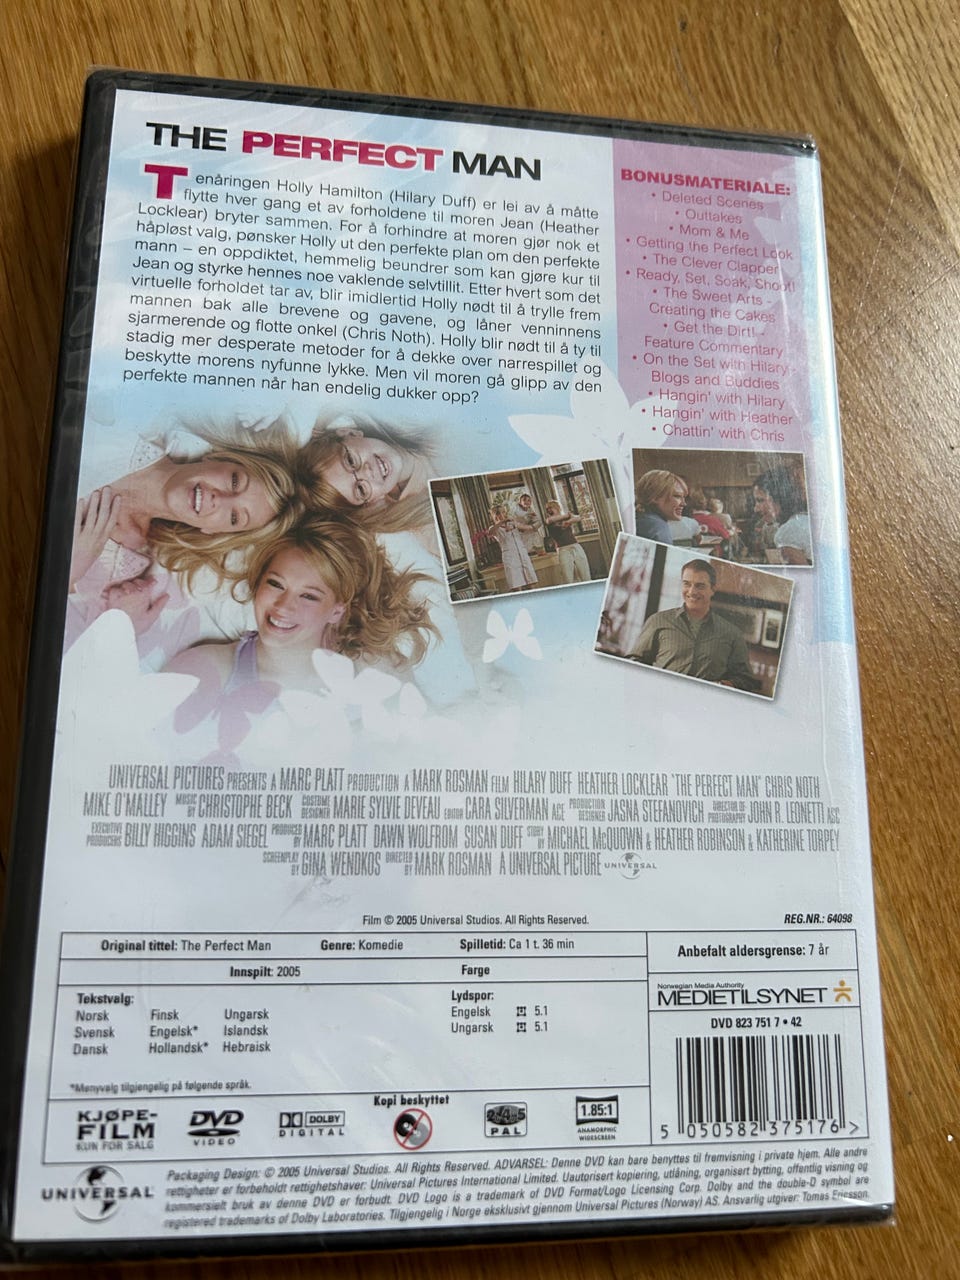 THE PERFECT MAN
Tenåringen Holly Hamilton (Hilary Duff) er lei av å måtte
flytte hver gang et av forholdene til moren Jean (Heather
Locklear) bryter sammen. For å forhindre at moren gjør nok et
håpløst valg, pønsker Holly ut den perfekte plan om den perfekte
mann – en oppdiktet, hemmelig beundrer som kan gjøre kur til
Jean og styrke hennes noe vaklende selvtillit. Etter hvert som det
virtuelle forholdet tar av, blir imidlertid Holly nødt til å trylle frem
mannen bak alle brevene og gavene, og låner venninnens
sjarmerende og flotte onkel (Chris Noth). Holly blir nødt til å ty til
stadig mer desperate metoder for å dekke over narrespillet og
beskytte morens nyfunne lykke. Men vil moren gå glipp av den
perfekte mannen når han endelig dukker opp?
BONUSMATERIALE:
• Deleted Scenes
• Outtakes
• Mom & Me
• Getting the Perfect Look
• The Clever Clapper
• Ready, Set, Soak, Shoot!
• The Sweet Arts -
Creating the Cakes
• Get the Dirt! -
Feature Commentary
• On the Set with Hilary -
Blogs and Buddies
• Hangin' with Hilary
• Hangin' with Heather
• Chattin' with Chris
UNIVERSAL PICTURES PRESENTS A MARC PLATT PRODUCTION A MARK ROSMAN FILM HILARY DUFF HEATHER LOCKLEAR "THE PERFECT MAN" CHRIS NOTH
MIKE O'MALLEY MUSIC BY CHRISTOPHE BECK COSTUME DESIGNER MARIE SYLVIE DEVEAU EDITOR CARA SILVERMAN ACE PRODUCTION DESIGNER JASNA STEFANOVICH DIRECTOR OF PHOTOGRAPHY JOHN R. LEONETTI ASC
EXECUTIVE PRODUCERS BILLY HIGGINS ADAM SIEGEL PRODUCED BY MARC PLATT DAWN WOLFROM SUSAN DUFF STORY BY MICHAEL McQUOWN & HEATHER ROBINSON & KATHERINE TORPEY
SCREENPLAY BY GINA WENDKOS DIRECTED BY MARK ROSMAN A UNIVERSAL PICTURE UNIVERSAL
Film © 2005 Universal Studios. All Rights Reserved.
REG.NR.: 64098
Original tittel: The Perfect Man Genre: Komedie Spilletid: Ca 1 t. 36 min
Innspilt: 2005 Farge
Anbefalt aldersgrense: 7 år
Tekstvalg:
Norsk Finsk Ungarsk
Svensk Engelsk* Islandsk
Dansk Hollandsk* Hebraisk
*Menyvalg tilgjengelig på følgende språk.
Lydspor:
Engelsk 5.1
Ungarsk 5.1
Norwegian Media Authority
MEDIETILSYNET
DVD 823 751 7 • 42
5 050582 375176 >
KJØPE-
FILM
KUN FOR SALG
DVD
VIDEO
DOLBY
DIGITAL
Kopi beskyttet
2 4 5
PAL
1.85:1
ANAMORPHIC
WIDESCREEN
UNIVERSAL
Packaging Design: © 2005 Universal Studios. All Rights Reserved. ADVARSEL: Denne DVD kan bare benyttes til fremvisning i private hjem. Alle andre
rettigheter er forbeholdt rettighetshaver: Universal Pictures International Limited. Uautorisert kopiering, utlåning, organisert bytting, offentlig visning og
kommersielt bruk av denne DVD er forbudt. DVD Logo is a trademark of DVD Format/Logo Licensing Corp. Dolby and the double-D symbol are
registered trademarks of Dolby Laboratories. Tilgjengelig i Norge eksklusivt gjennom Universal Pictures (Norway) AS. Ansvarlig utgiver: Tomas Ericsson.